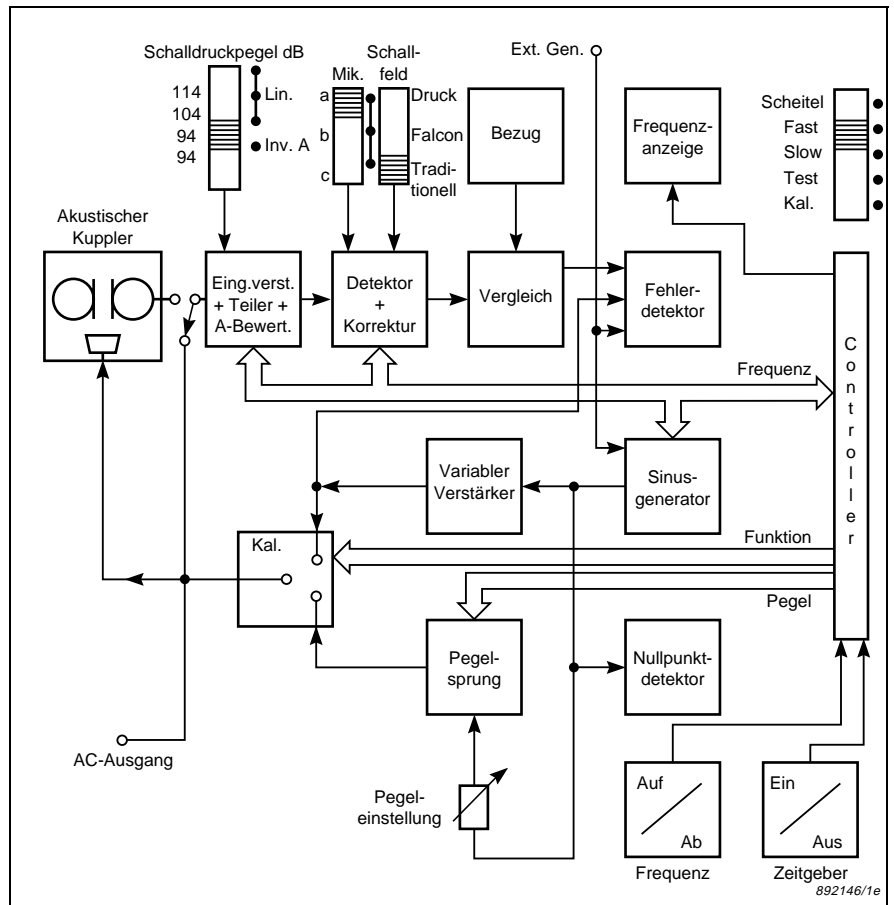 Schalldruckpegel dB
114
104
94
94
Lin.
Inv. A
Mik.
a
b
c
Schall-
feld
Druck
Falcon
Tradi-
tionell
Ext. Gen.
Bezug
Frequenz-
anzeige
Scheitel
Fast
Slow
Test
Kal.
Akustischer
Kuppler
Eing.verst.
+ Teiler +
A-Bewert.
Detektor
+
Korrektur
Vergleich
Fehler-
detektor
Controller
Frequenz
Variabler
Verstärker
Sinus-
generator
Kal.
Funktion
Pegel
Pegel-
sprung
Nullpunkt-
detektor
AC-Ausgang
Pegel-
einstellung
Auf
Ab
Frequenz
Ein
Aus
Zeitgeber
892146/1e